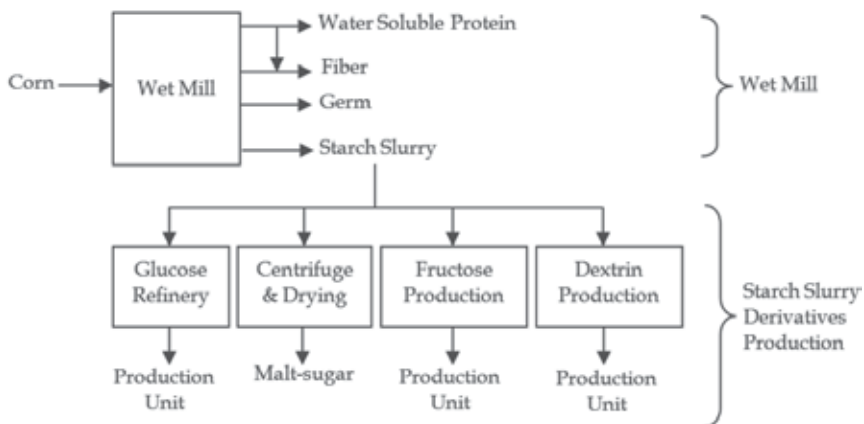 Water Soluble Protein
Corn
Wet Mill
Fiber
Germ
Starch Slurry
Wet Mill
Glucose
Refinery
Centrifuge
& Drying
Fructose
Production
Dextrin
Production
Starch Slurry
Derivatives
Production
Production
Unit
Malt-sugar
Production
Unit
Production
Unit